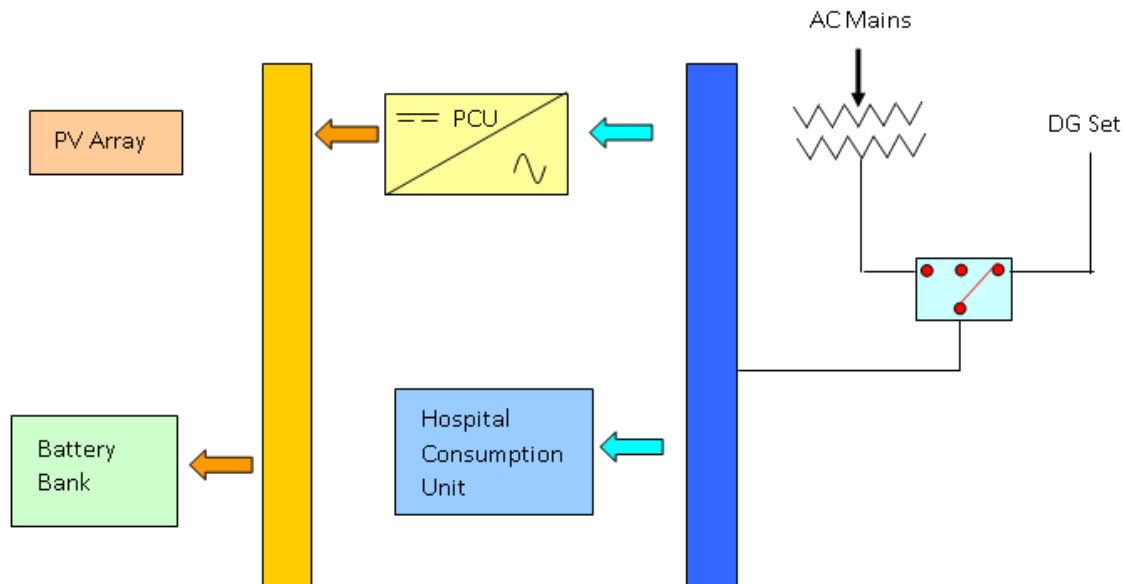 AC Mains
PV Array
PCU
DG Set
Battery
Bank
Hospital
Consumption
Unit